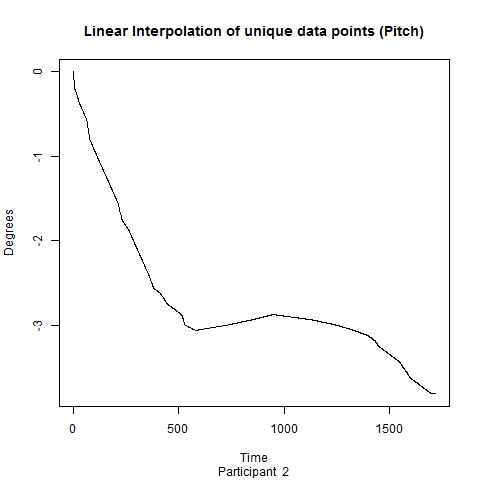 Linear Interpolation of unique data points (Pitch)
0
-1
-2
-3
Degrees
0 500 1000 1500
Time
Participant 2